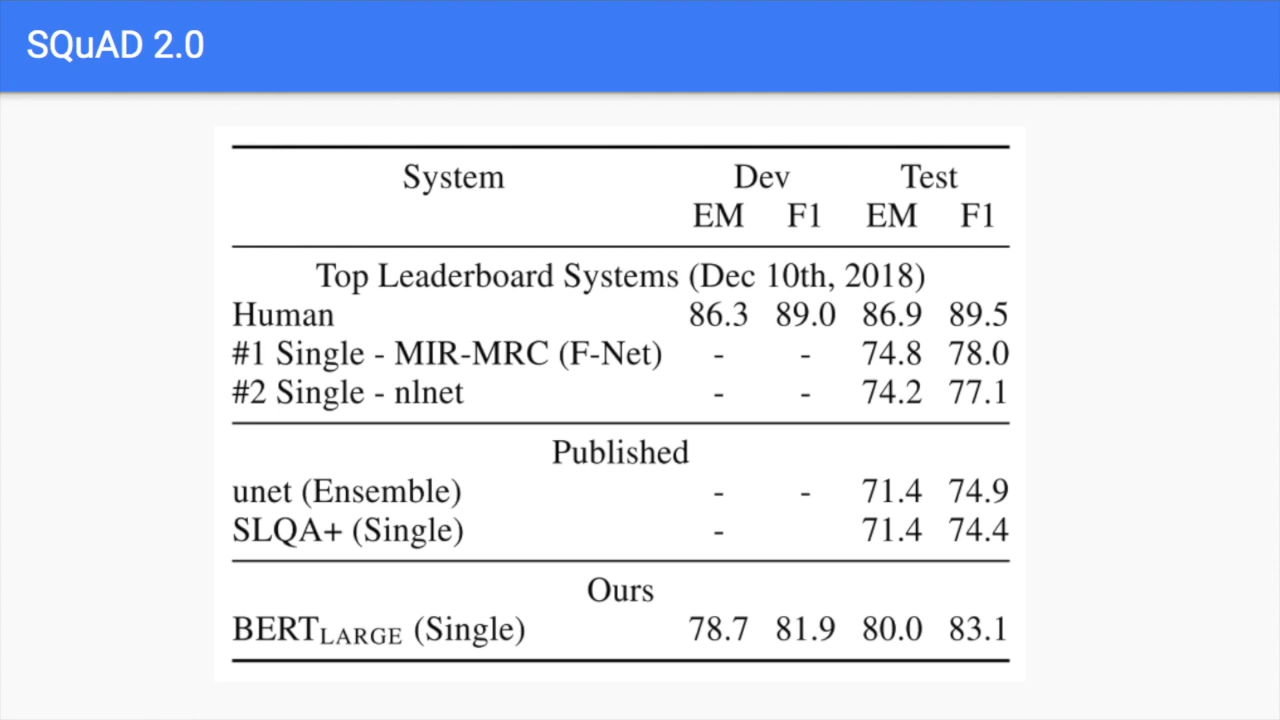 SQuAD 2.0
System Dev Test
EM F1 EM F1
Top Leaderboard Systems (Dec 10th, 2018)
Human 86.3 89.0 86.9 89.5
#1 Single - MIR-MRC (F-Net) - - 74.8 78.0
#2 Single - nlnet - - 74.2 77.1
Published
unet (Ensemble) - - 71.4 74.9
SLQA+ (Single) - 71.4 74.4
Ours
BERTLARGE (Single) 78.7 81.9 80.0 83.1